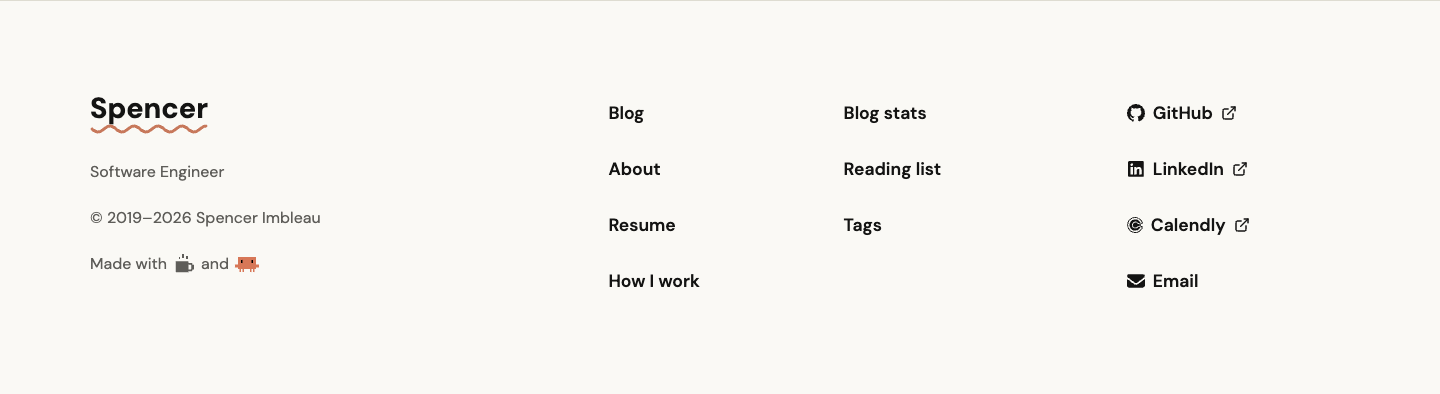 Spencer
Software Engineer
© 2019–2026 Spencer Imbleau
Made with and
Blog
About
Resume
How I work
Blog stats
Reading list
Tags
GitHub
LinkedIn
Calendly
Email